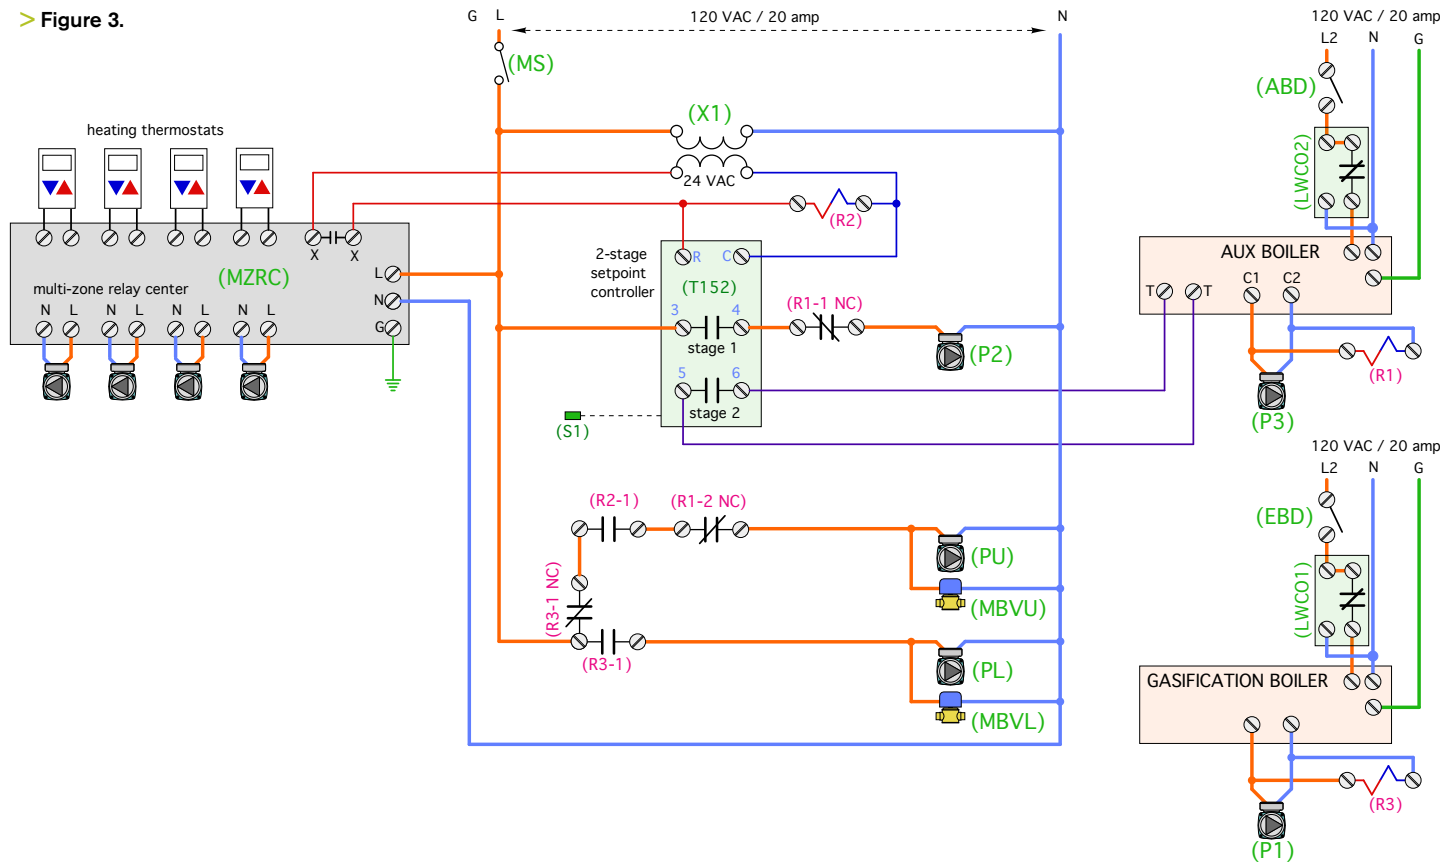 > Figure 3.
G L 120 VAC / 20 amp N
(MS)
(X1)
24 VAC
heating thermostats
X X
(MZRC)
multi-zone relay center
L
N
G
N L N L N L N L
(R2)
2-stage
setpoint
controller
R C
(T152)
3 4
stage 1
5 6
stage 2
(S1)
(R1-1 NC)
(P2)
(R2-1) (R1-2 NC)
(R3-1 NC)
(R3-1)
(PU)
(MBVU)
(PL)
(MBVL)
120 VAC / 20 amp
L2 N G
(ABD)
(LWCO2)
AUX BOILER
T T C1 C2
(R1)
(P3)
120 VAC / 20 amp
L2 N G
(EBD)
(LWCO1)
GASIFICATION BOILER
(R3)
(P1)